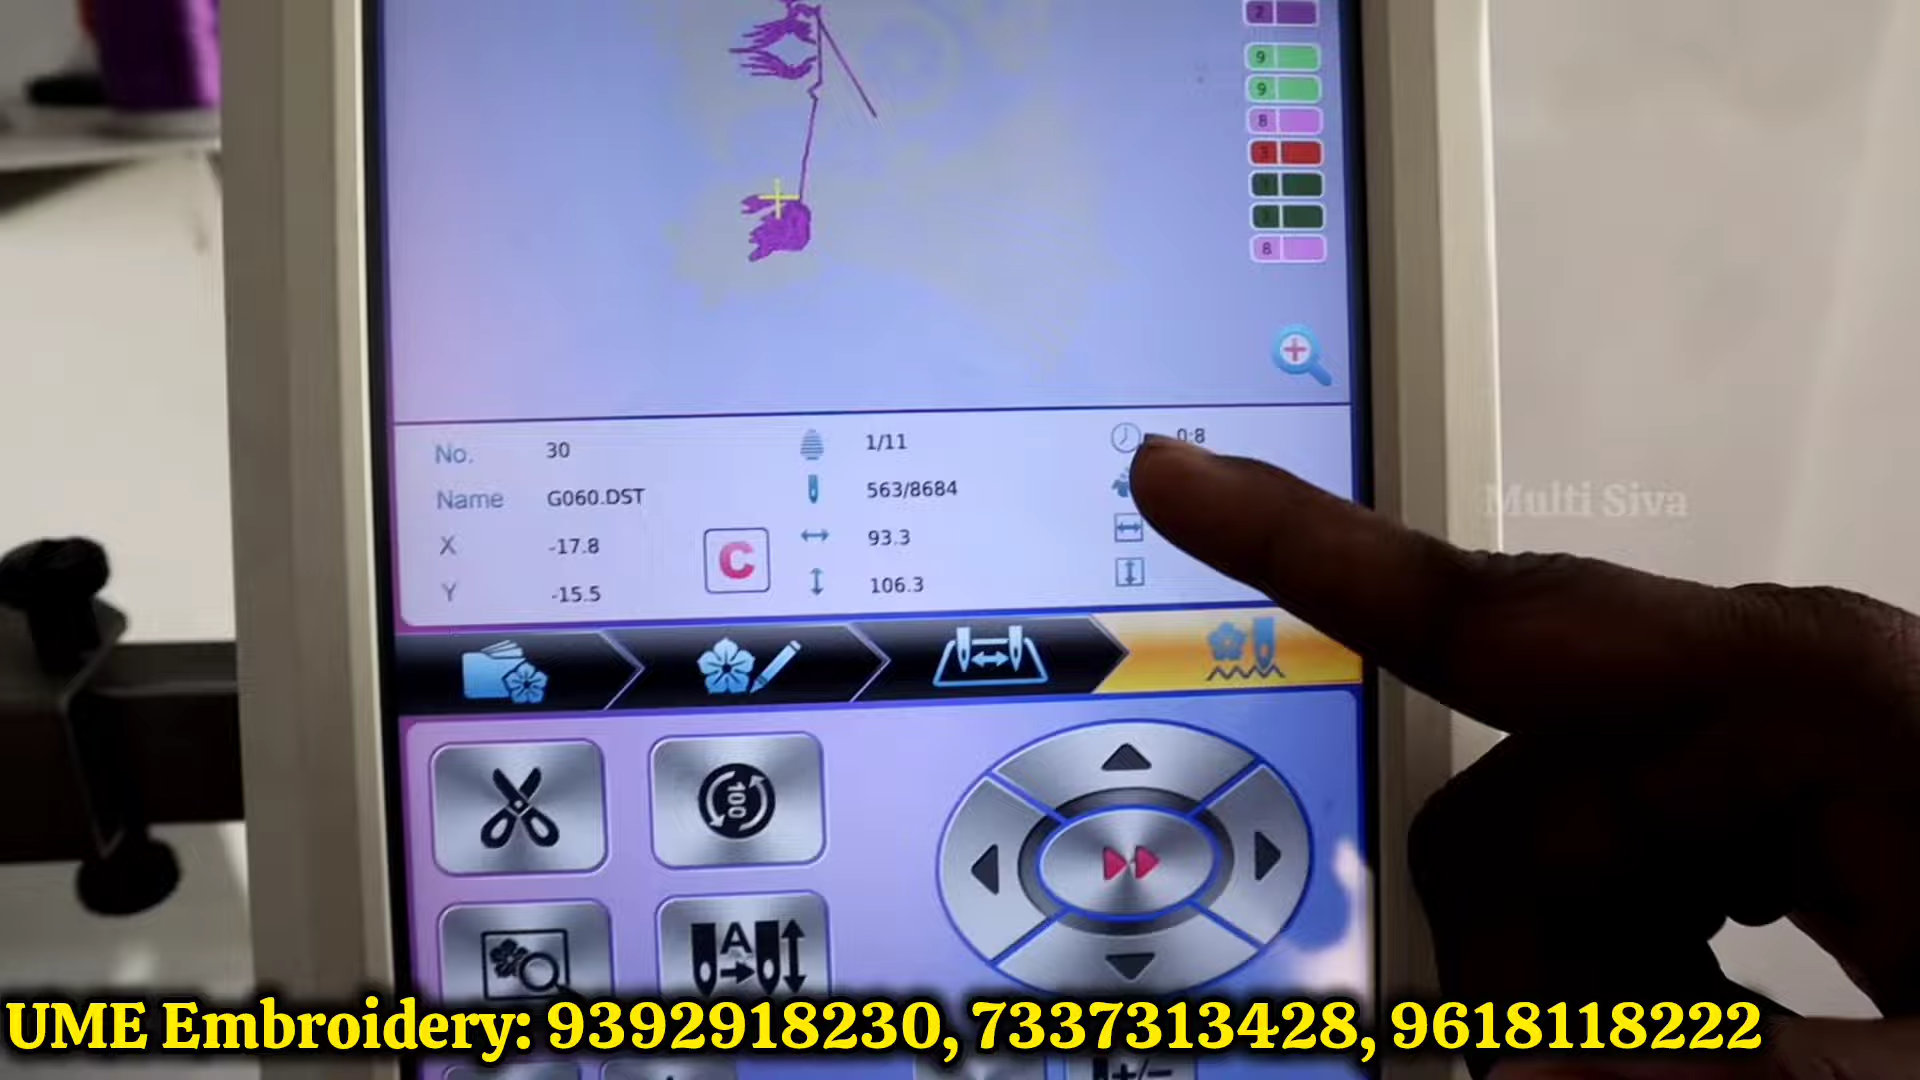 2
9
9
8
3
8
No. 30 1/11 0:8
Name G060.DST 563/8684
X -17.8 C 93.3
Y -15.5 106.3
Multi Siva
100
A
+/-
UME Embroidery: 9392918230, 7337313428, 9618118222